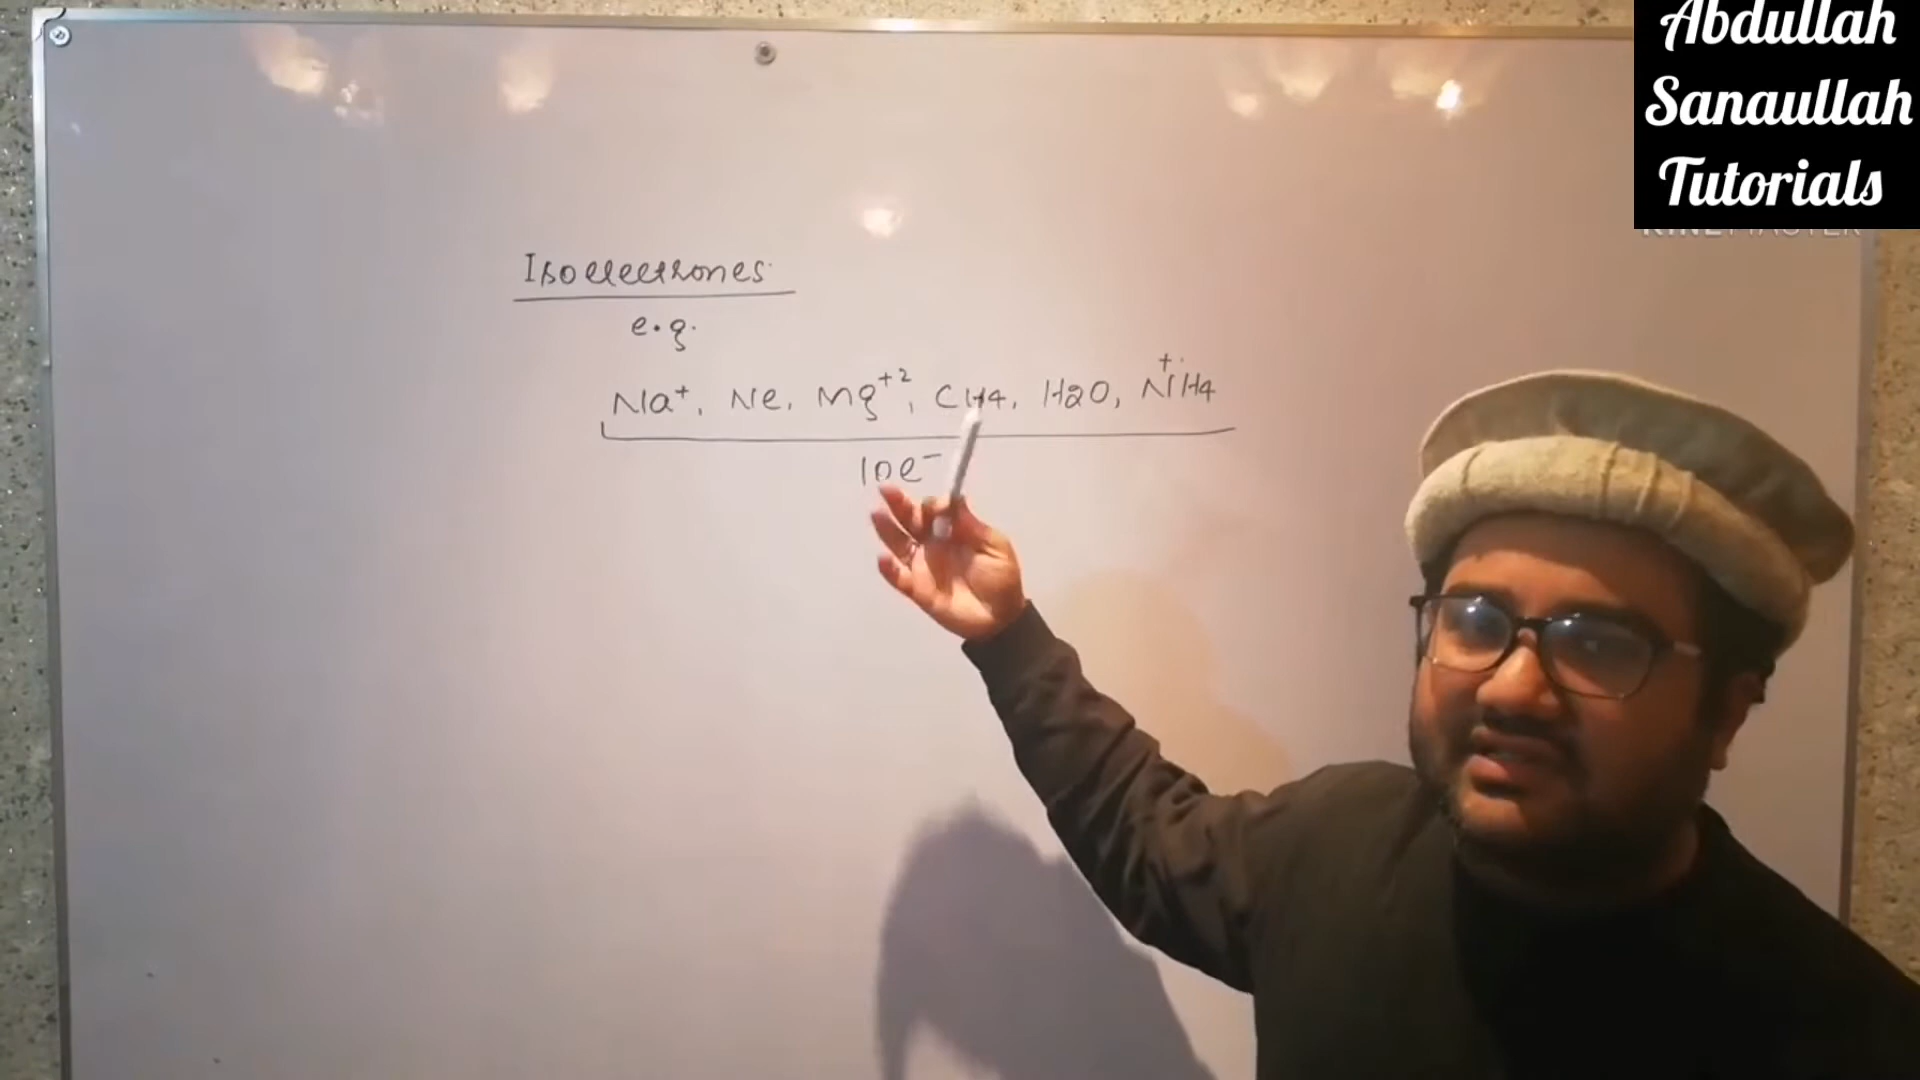 Abdullah
Sanaullah
Tutorials
Isoelectrones
e.g.
Na⁺, Ne, Mg⁺², CH4, H2O, N⁺H4
10e⁻